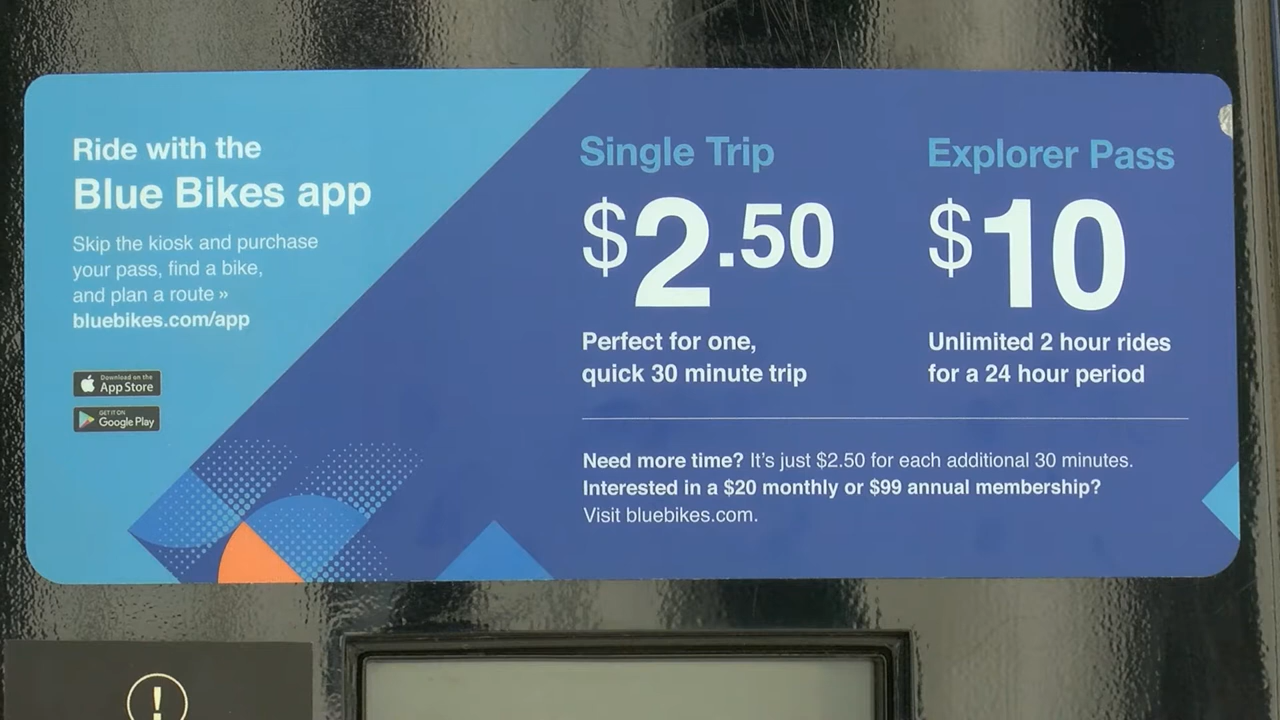 Ride with the
Blue Bikes app
Skip the kiosk and purchase
your pass, find a bike,
and plan a route »
bluebikes.com/app
Download on the
App Store
GET IT ON
Google Play
Single Trip
$2.50
Perfect for one,
quick 30 minute trip
Explorer Pass
$10
Unlimited 2 hour rides
for a 24 hour period
Need more time? It's just $2.50 for each additional 30 minutes.
Interested in a $20 monthly or $99 annual membership?
Visit bluebikes.com.
!